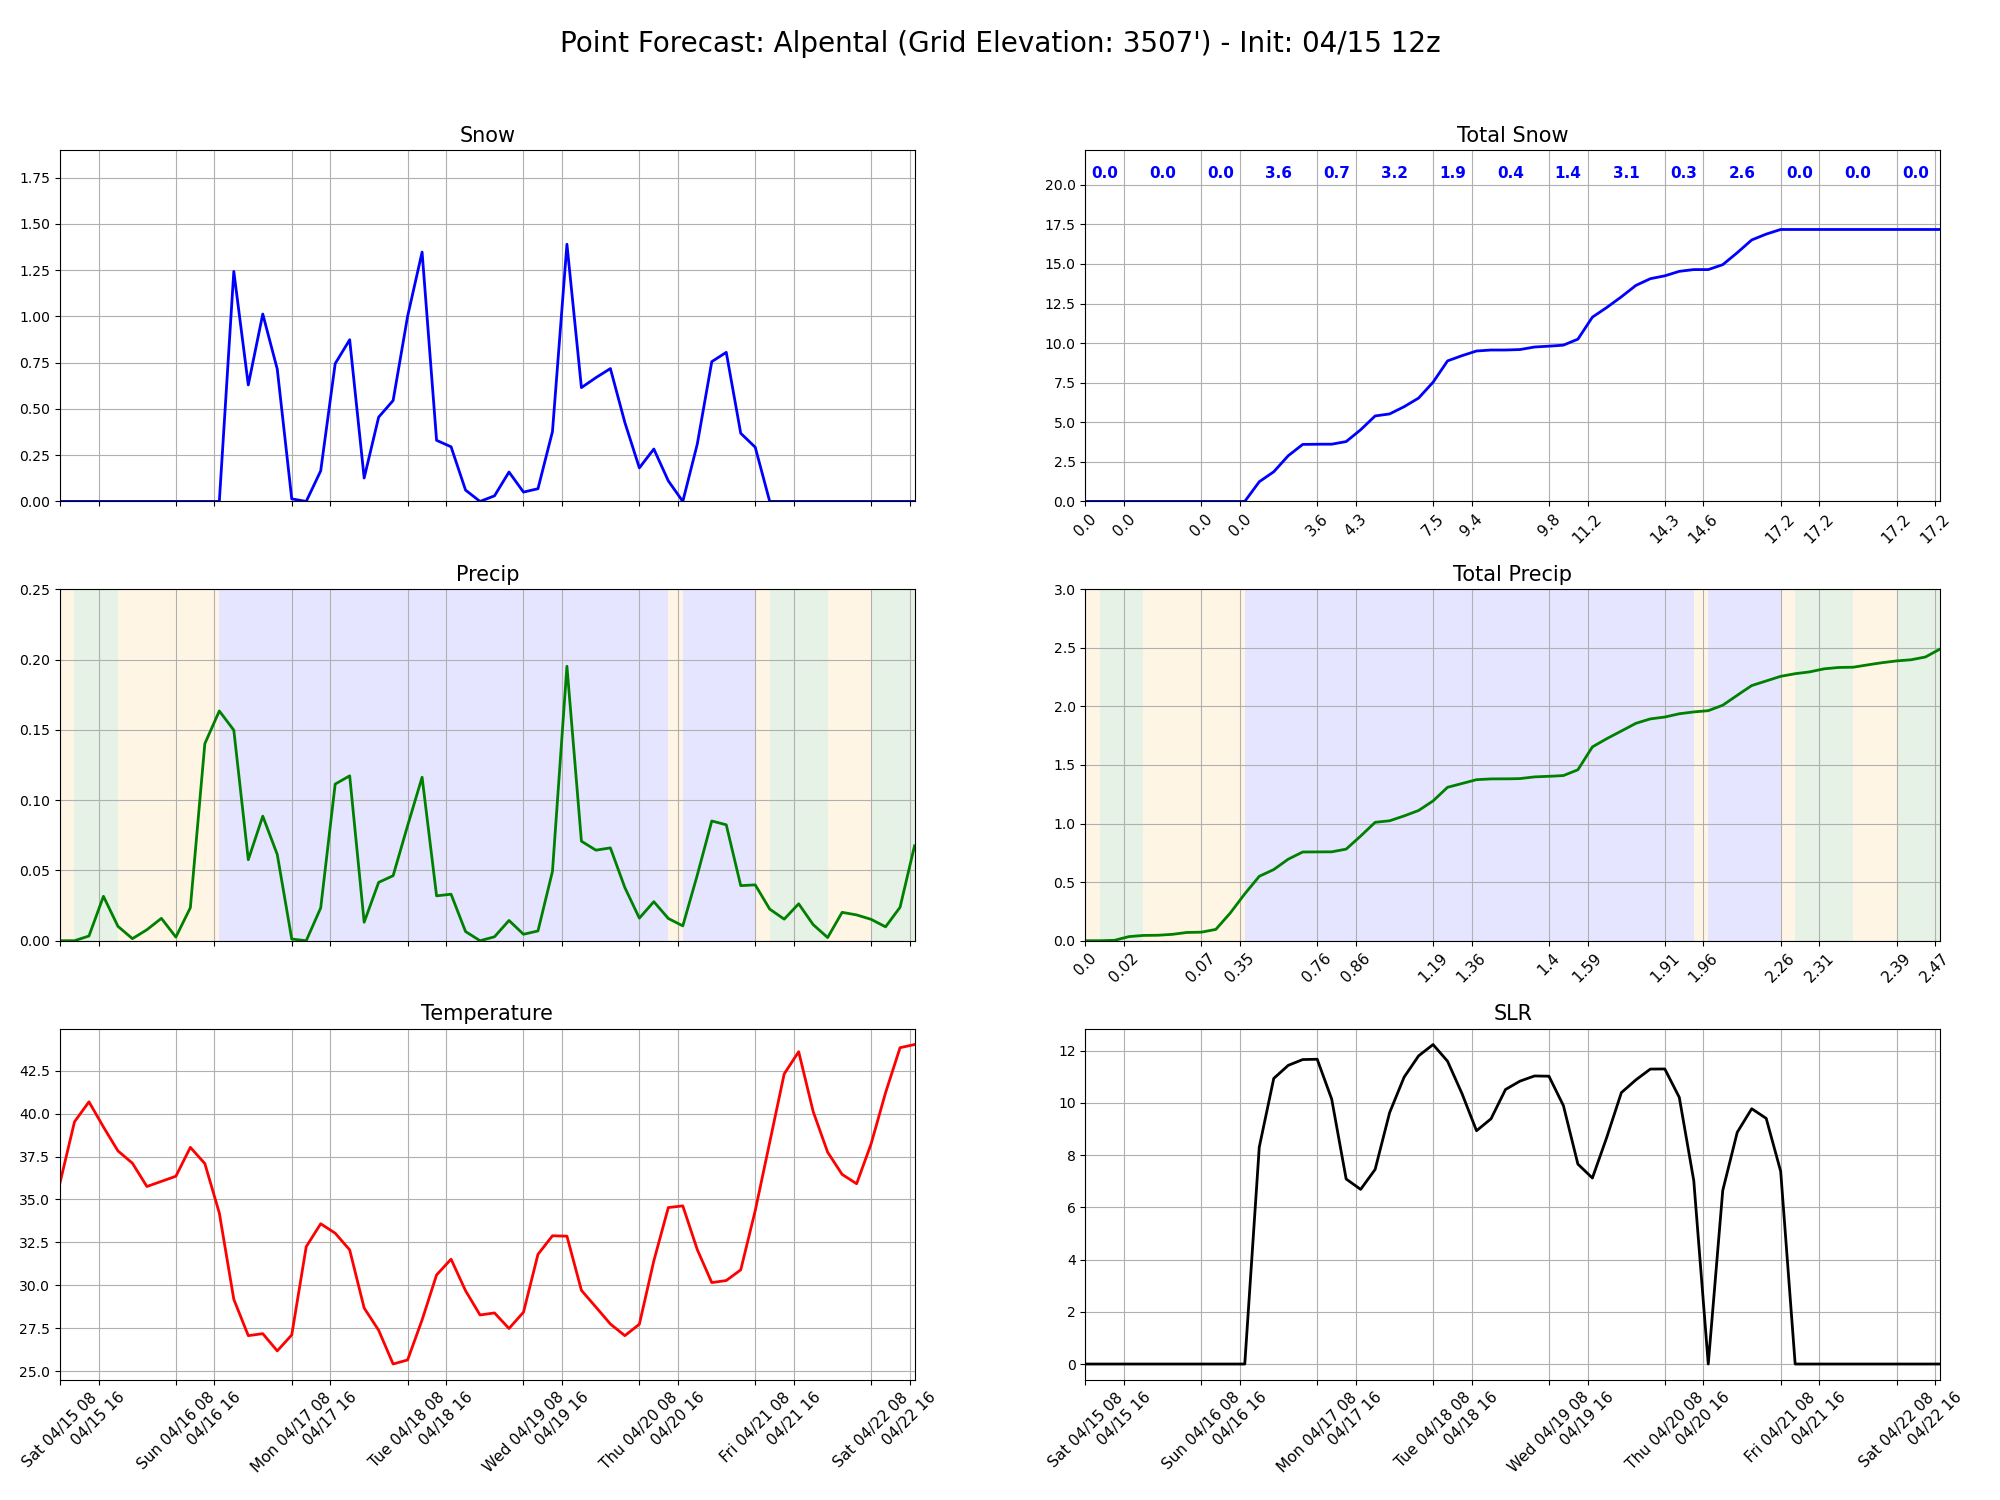 Point Forecast: Alpental (Grid Elevation: 3507') - Init: 04/15 12z
Snow
1.75
1.50
1.25
1.00
0.75
0.50
0.25
0.00
Total Snow
0.0 0.0 0.0 3.6 0.7 3.2 1.9 0.4 1.4 3.1 0.3 2.6 0.0 0.0 0.0
20.0
17.5
15.0
12.5
10.0
7.5
5.0
2.5
0.0
0.0 0.0 0.0 0.0 3.6 4.3 7.5 9.4 9.8 11.2 14.3 14.6 17.2 17.2 17.2 17.2
Precip
0.25
0.20
0.15
0.10
0.05
0.00
Total Precip
3.0
2.5
2.0
1.5
1.0
0.5
0.0
0.0 0.02 0.07 0.35 0.76 0.86 1.19 1.36 1.4 1.59 1.91 1.96 2.26 2.31 2.39 2.47
Temperature
42.5
40.0
37.5
35.0
32.5
30.0
27.5
25.0
Sat 04/15 08
04/15 16
Sun 04/16 08
04/16 16
Mon 04/17 08
04/17 16
Tue 04/18 08
04/18 16
Wed 04/19 08
04/19 16
Thu 04/20 08
04/20 16
Fri 04/21 08
04/21 16
Sat 04/22 08
04/22 16
SLR
12
10
8
6
4
2
0
Sat 04/15 08
04/15 16
Sun 04/16 08
04/16 16
Mon 04/17 08
04/17 16
Tue 04/18 08
04/18 16
Wed 04/19 08
04/19 16
Thu 04/20 08
04/20 16
Fri 04/21 08
04/21 16
Sat 04/22 08
04/22 16